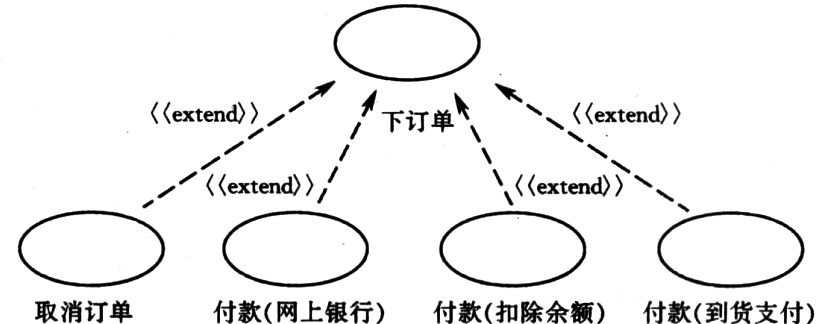 〈〈extend〉〉
下订单
〈〈extend〉〉
〈〈extend〉〉
〈〈extend〉〉
取消订单
付款(网上银行)
付款(扣除余额)
付款(到货支付)